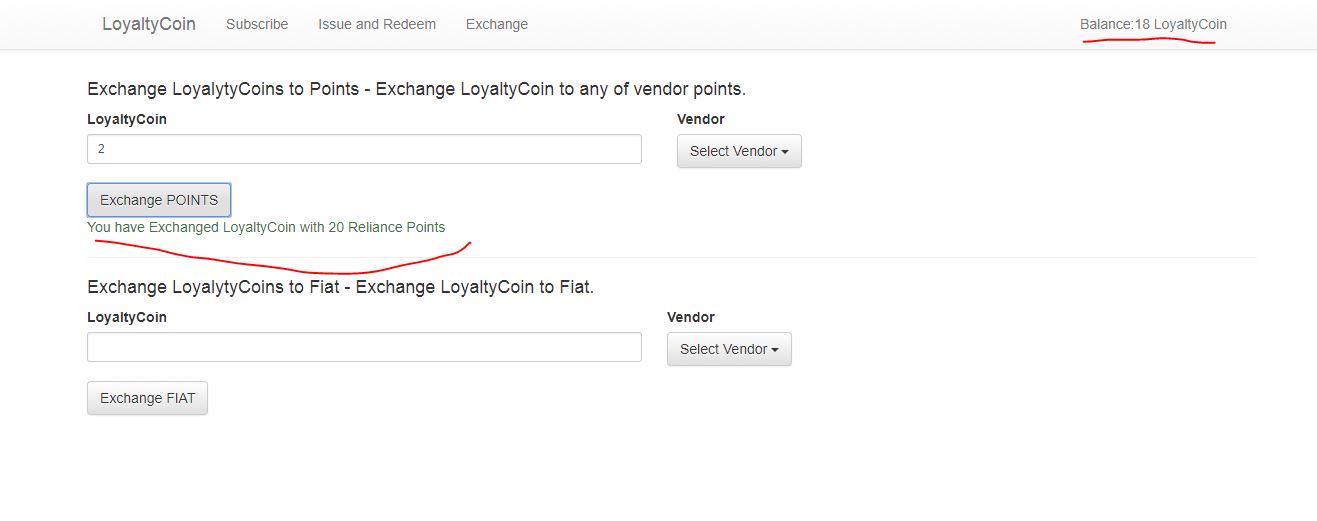 LoyaltyCoin Subscribe Issue and Redeem Exchange Balance:18 LoyaltyCoin
Exchange LoyalytyCoins to Points - Exchange LoyaltyCoin to any of vendor points.
LoyaltyCoin Vendor
2 Select Vendor
Exchange POINTS
You have Exchanged LoyaltyCoin with 20 Reliance Points
Exchange LoyalytyCoins to Fiat - Exchange LoyaltyCoin to Fiat.
LoyaltyCoin Vendor
Select Vendor
Exchange FIAT